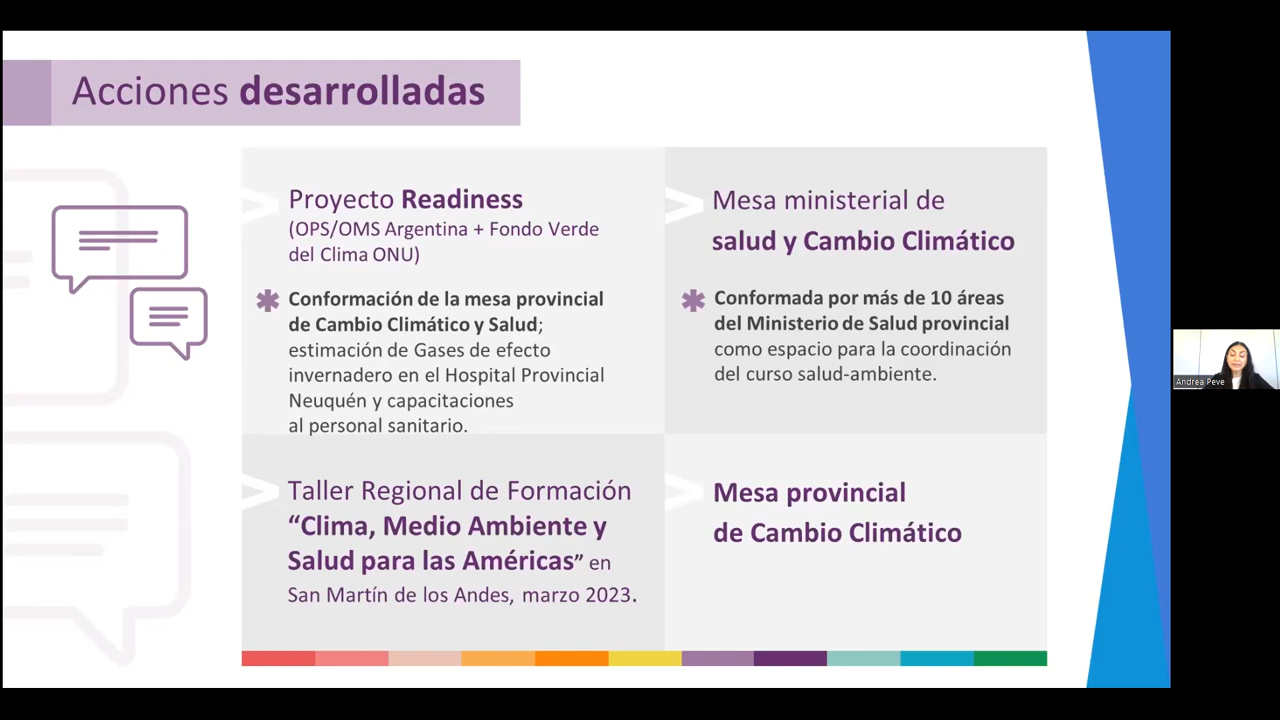 Acciones desarrolladas
Proyecto Readiness
(OPS/OMS Argentina + Fondo Verde
del Clima ONU)
Conformación de la mesa provincial
de Cambio Climático y Salud;
estimación de Gases de efecto
invernadero en el Hospital Provincial
Neuquén y capacitaciones
al personal sanitario.
Mesa ministerial de
salud y Cambio Climático
Conformada por más de 10 áreas
del Ministerio de Salud provincial
como espacio para la coordinación
del curso salud-ambiente.
Taller Regional de Formación
“Clima, Medio Ambiente y
Salud para las Américas” en
San Martín de los Andes, marzo 2023.
Mesa provincial
de Cambio Climático
Andrea Peve